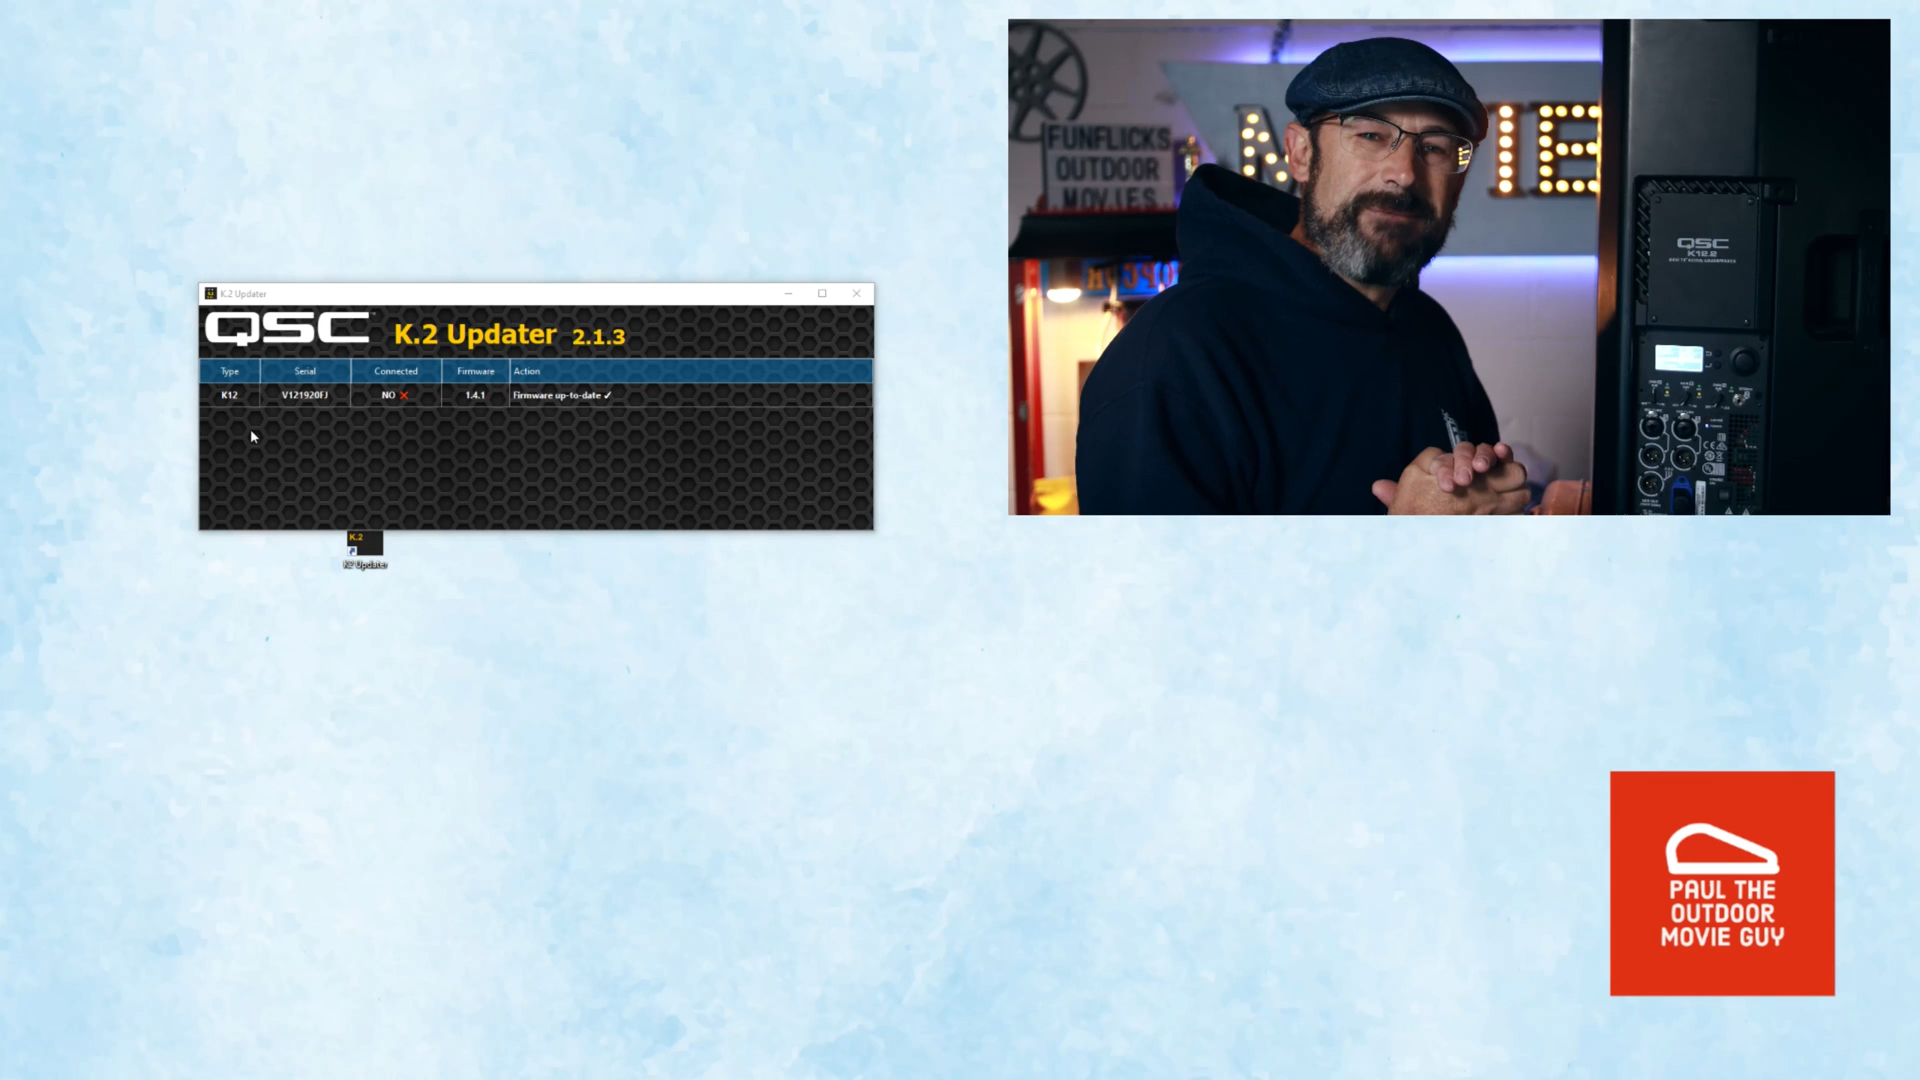 K.2 Updater
QSC K.2 Updater 2.1.3
Type Serial Connected Firmware Action
K12 V121920FJ NO ✕ 1.4.1 Firmware up-to-date ✓
K.2
K2 Updater
FUNFLICKS
OUTDOOR
MOVIES
M IE
QSC
K12.2
PAUL THE
OUTDOOR
MOVIE GUY